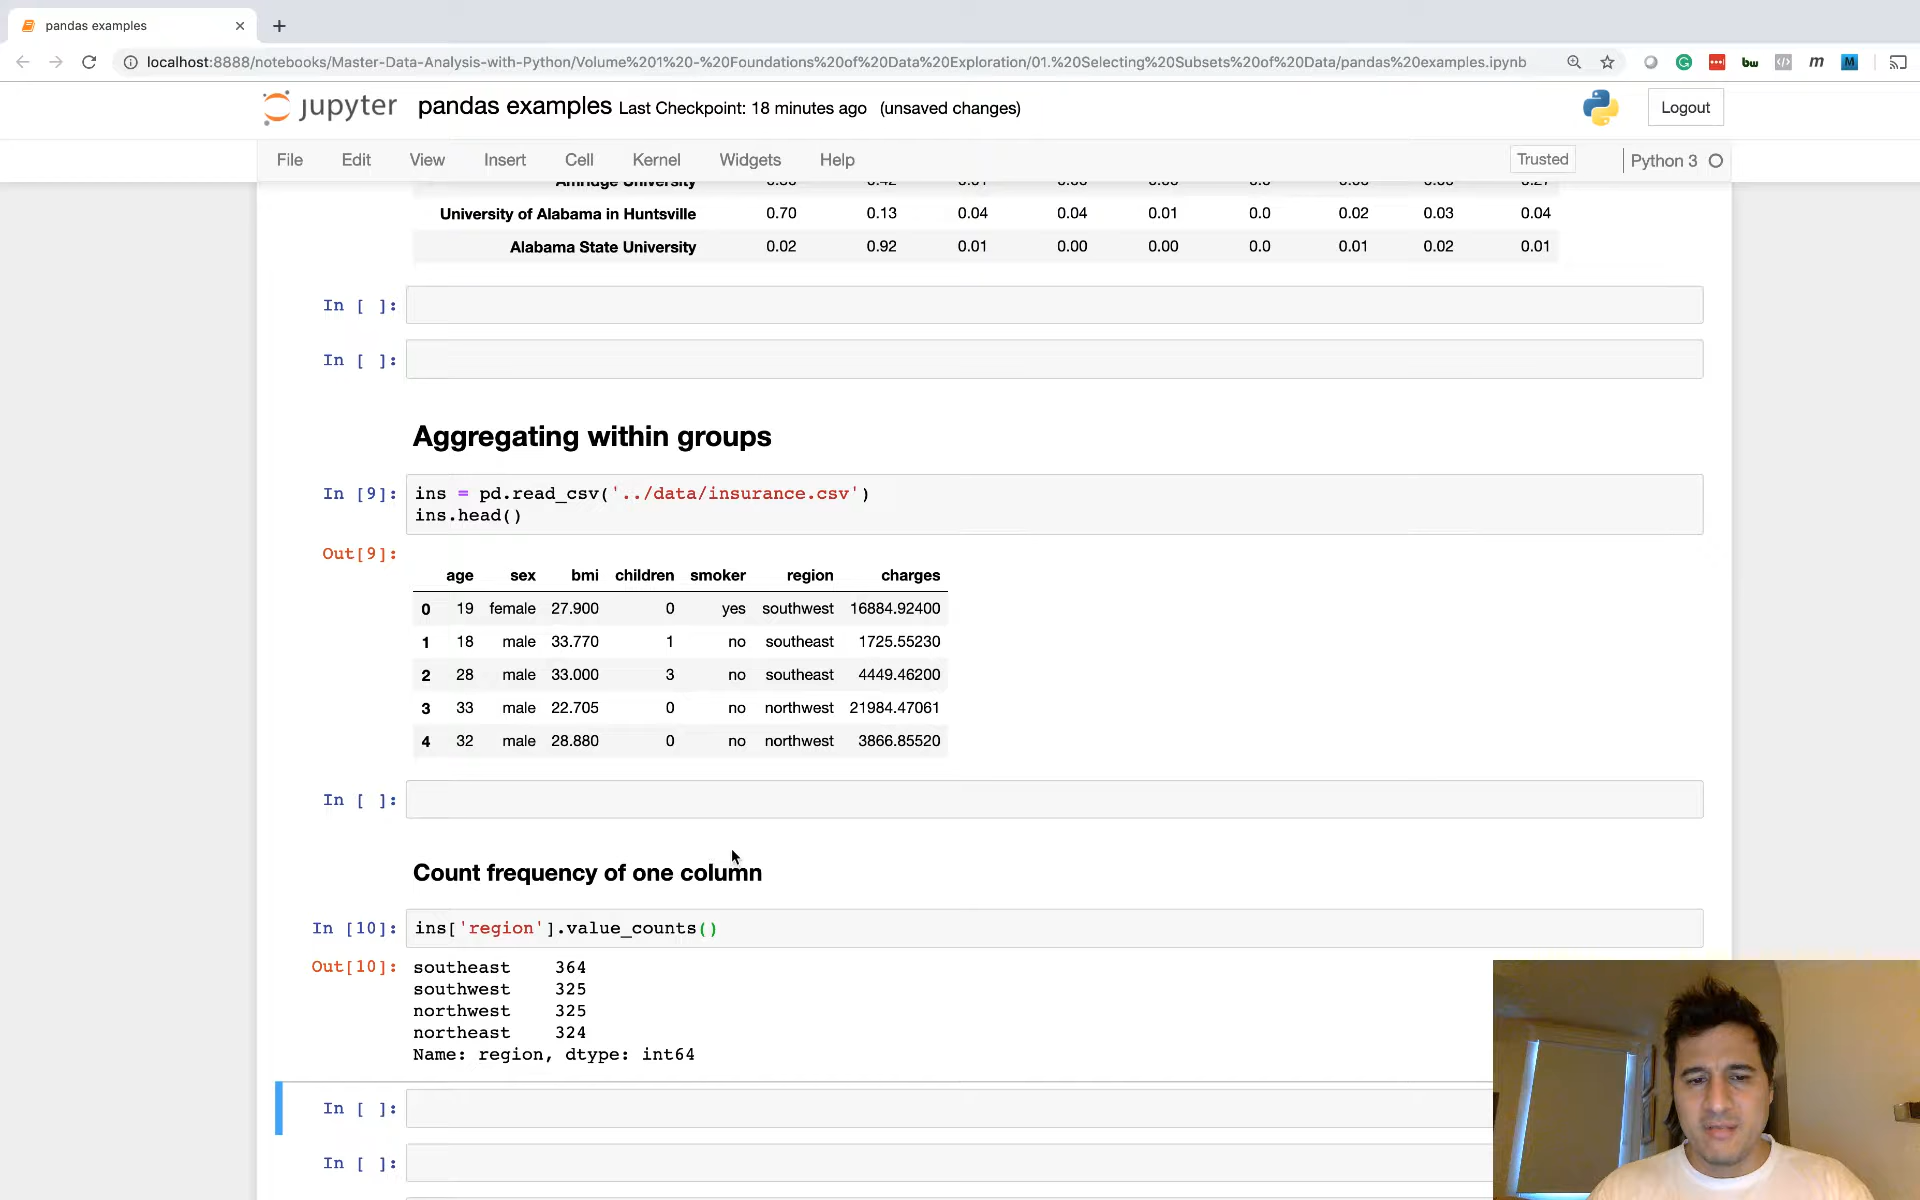 pandas examples
localhost:8888/notebooks/Master-Data-Analysis-with-Python/Volume%201%20-%20Foundations%20of%20Data%20Exploration/01.%20Selecting%20Subsets%20of%20Data/pandas%20examples.ipynb
bw m M
jupyter pandas examples Last Checkpoint: 18 minutes ago (unsaved changes) Logout
File Edit View Insert Cell Kernel Widgets Help Trusted Python 3
Amridge University
University of Alabama in Huntsville 0.70 0.13 0.04 0.04 0.01 0.0 0.02 0.03 0.04
Alabama State University 0.02 0.92 0.01 0.00 0.00 0.0 0.01 0.02 0.01
In [ ]:
In [ ]:
Aggregating within groups
In [9]: ins = pd.read_csv('../data/insurance.csv')
ins.head()
Out[9]:
age sex bmi children smoker region charges
0 19 female 27.900 0 yes southwest 16884.92400
1 18 male 33.770 1 no southeast 1725.55230
2 28 male 33.000 3 no southeast 4449.46200
3 33 male 22.705 0 no northwest 21984.47061
4 32 male 28.880 0 no northwest 3866.85520
In [ ]:
Count frequency of one column
In [10]: ins['region'].value_counts()
Out[10]: southeast 364
southwest 325
northwest 325
northeast 324
Name: region, dtype: int64
In [ ]:
In [ ]: